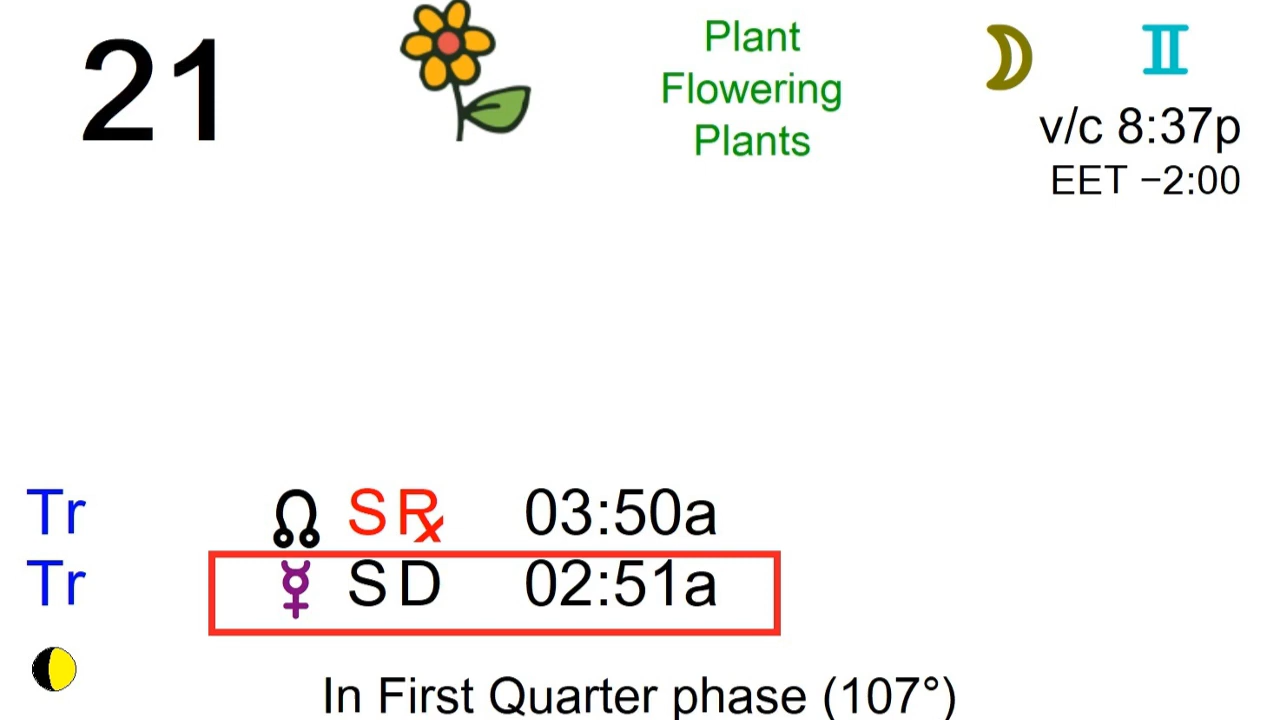 21
Plant
Flowering
Plants
☽ ♊
v/c 8:37p
EET −2:00
Tr ☊ S℞ 03:50a
Tr ☿ SD 02:51a
In First Quarter phase (107°)